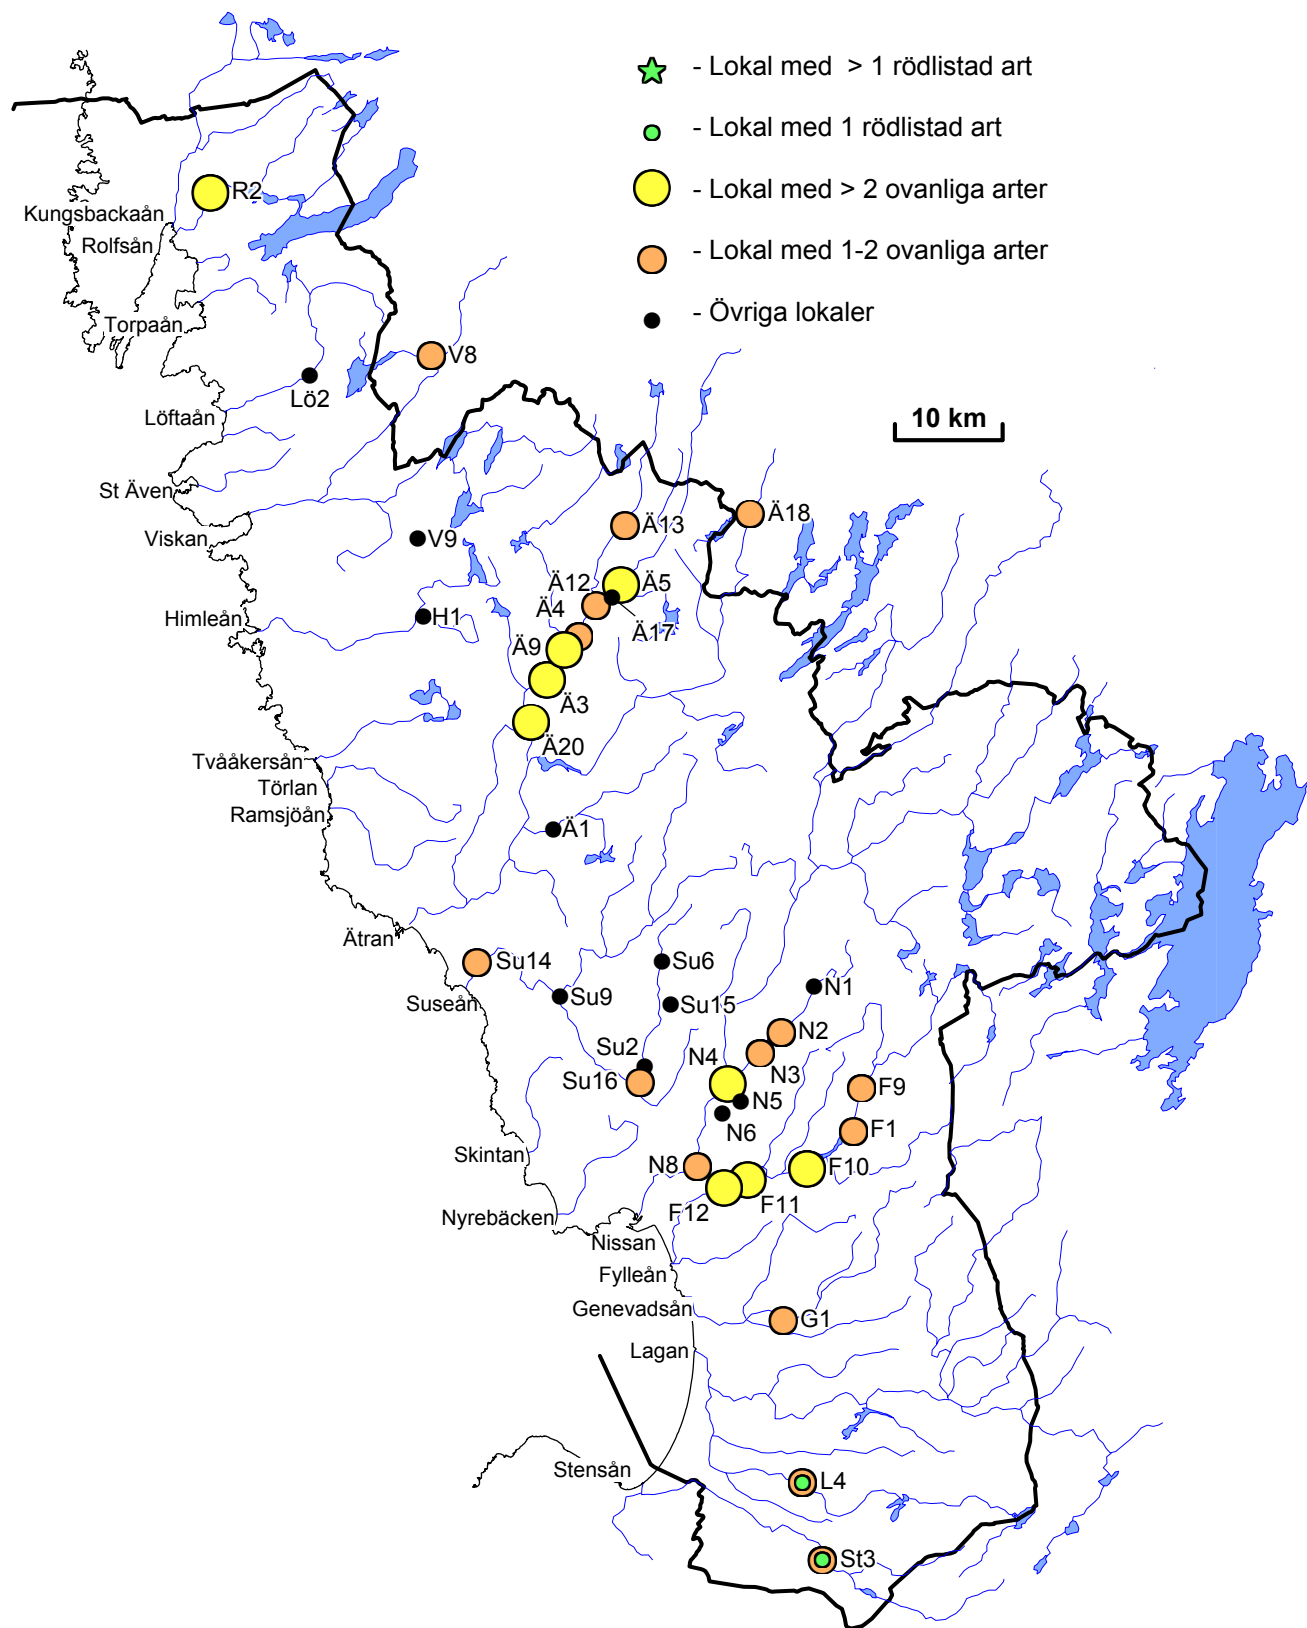 - Lokal med > 1 rödlistad art
- Lokal med 1 rödlistad art
- Lokal med > 2 ovanliga arter
- Lokal med 1-2 ovanliga arter
- Övriga lokaler
10 km
R2
Kungsbackaån
Rolfsån
Torpaån
V8
Lö2
Löftaån
St Även
Viskan
V9
Ä13
Ä18
Ä12
Ä5
Ä4
Ä17
Himleån
H1
Ä9
Ä3
Ä20
Tvååkersån
Törlan
Ramsjöån
Ä1
Ätran
Su14
Su6
Suseån
Su9
Su15
N1
N2
Su2
N4
N3
Su16
F9
N5
N6
F1
Skintan
N8
F10
F11
F12
Nyrebäcken
Nissan
Fylleån
Genevadsån
G1
Lagan
Stensån
L4
St3